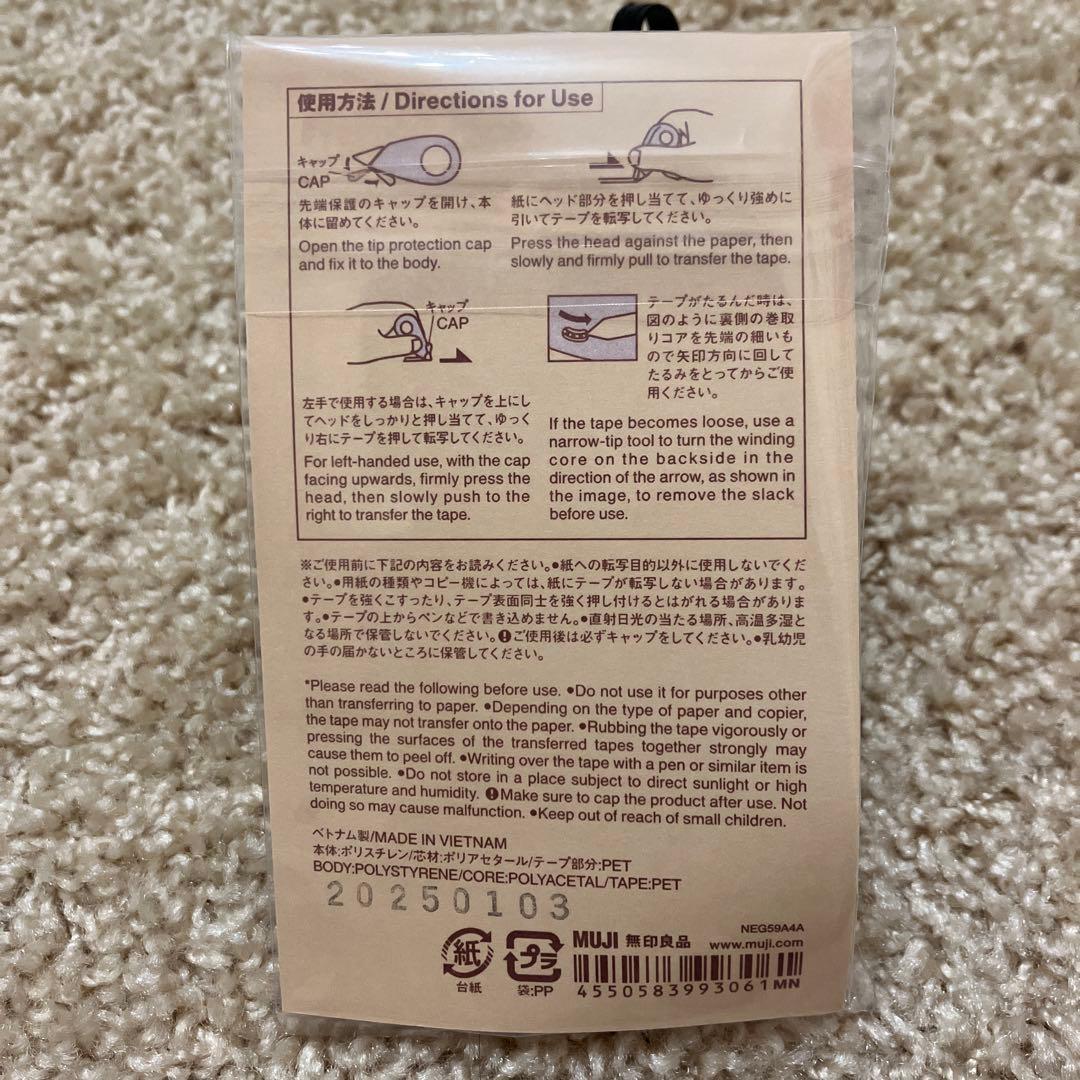 使用方法 / Directions for Use
キャップ
CAP
先端保護のキャップを開け、本
体に留めてください。
Open the tip protection cap
and fix it to the body.
紙にヘッド部分を押し当てて、ゆっくり強めに
引いてテープを転写してください。
Press the head against the paper, then
slowly and firmly pull to transfer the tape.
キャップ
CAP
左手で使用する場合は、キャップを上にし
てヘッドをしっかりと押し当てて、ゆっく
り右にテープを押して転写してください。
For left-handed use, with the cap
facing upwards, firmly press the
head, then slowly push to the
right to transfer the tape.
テープがたるんだ時は、
図のように裏側の巻取
りコアを先端の細いも
ので矢印方向に回して
たるみをとってからご使
用ください。
If the tape becomes loose, use a
narrow-tip tool to turn the winding
core on the backside in the
direction of the arrow, as shown in
the image, to remove the slack
before use.
※ご使用前に下記の内容をお読みください。●紙への転写目的以外に使用しないでくだ
さい。●用紙の種類やコピー機によっては、紙にテープが転写しない場合があります。
●テープを強くこすったり、テープ表面同士を強く押し付けるとはがれる場合がありま
す。●テープの上からペンなどで書き込めません。●直射日光の当たる場所、高温多湿と
なる場所で保管しないでください。!ご使用後は必ずキャップをしてください。●乳幼児
の手の届かないところに保管してください。
*Please read the following before use. ●Do not use it for purposes other
than transferring to paper. ●Depending on the type of paper and copier,
the tape may not transfer onto the paper. ●Rubbing the tape vigorously or
pressing the surfaces of the transferred tapes together strongly may
cause them to peel off. ●Writing over the tape with a pen or similar item is
not possible. ●Do not store in a place subject to direct sunlight or high
temperature and humidity. !Make sure to cap the product after use. Not
doing so may cause malfunction. ●Keep out of reach of small children.
ベトナム製/MADE IN VIETNAM
本体:ポリスチレン/芯材:ポリアセタール/テープ部分:PET
BODY:POLYSTYRENE/CORE:POLYACETAL/TAPE:PET
20250103
NEG59A4A
紙
台紙
プラ
袋:PP
MUJI 無印良品 www.muji.com
4550583993061MN